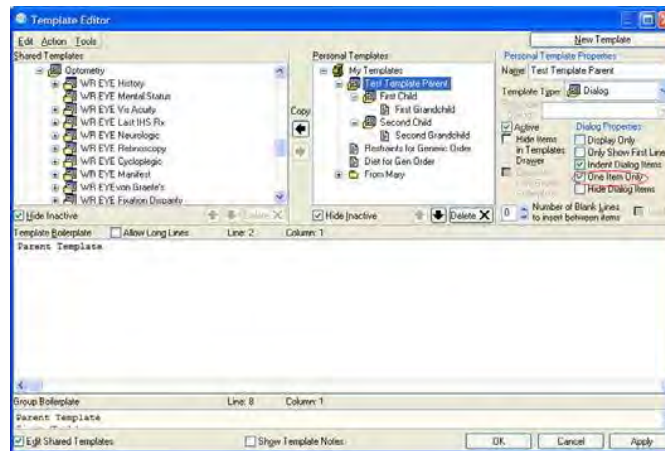 Template Editor
Edit Action Tools
New Template
Shared Templates
Optometry
WR EYE History
WR EYE Mental Status
WR EYE Vis Acuity
WR EYE Last IHS Rx
WR EYE Neurologic
WR EYE Retinoscopy
WR EYE Cycloplegic
WR EYE Manifest
WR EYE von Graefe's
WR EYE Fixation Disparity
Hide Inactive
Delete
Copy
Personal Templates
My Templates
Test Template Parent
First Child
First Grandchild
Second Child
Second Grandchild
Restraints for Generic Order
Diet for Gen Order
From Mary
Hide Inactive
Delete
Personal Template Properties
Name Test Template Parent
Template Type: Dialog
Active
Hide Items
in Templates
Drawer
Dialog Properties
Display Only
Only Show First Line
Indent Dialog Items
One Item Only
Hide Dialog Items
0 Number of Blank Lines
to insert between items
Template Boilerplate Allow Long Lines Line: 2 Column: 1
Parent Template
Group Boilerplate Line: 8 Column: 1
Parent Template
Edit Shared Templates Show Template Notes OK Cancel Apply